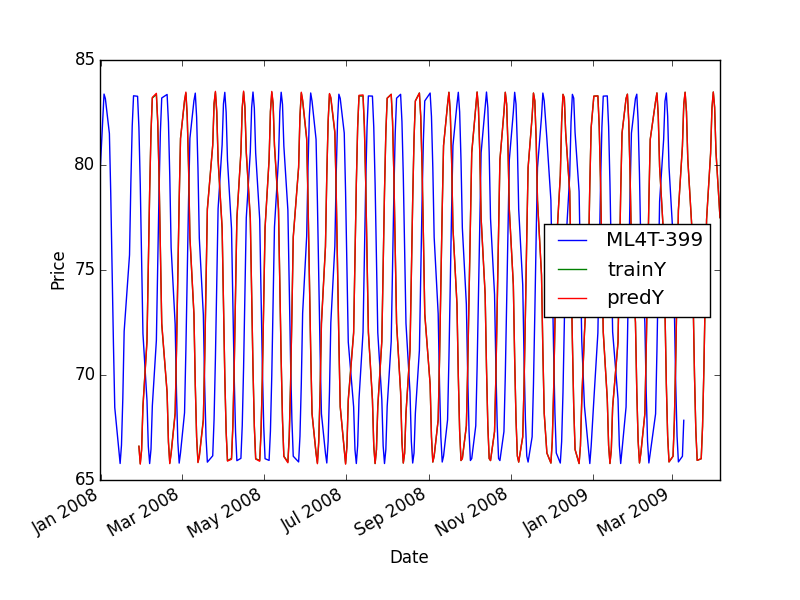 85
80
75
70
65
Price
ML4T-399
trainY
predY
Jan 2008
Mar 2008
May 2008
Jul 2008
Sep 2008
Nov 2008
Jan 2009
Mar 2009
Date